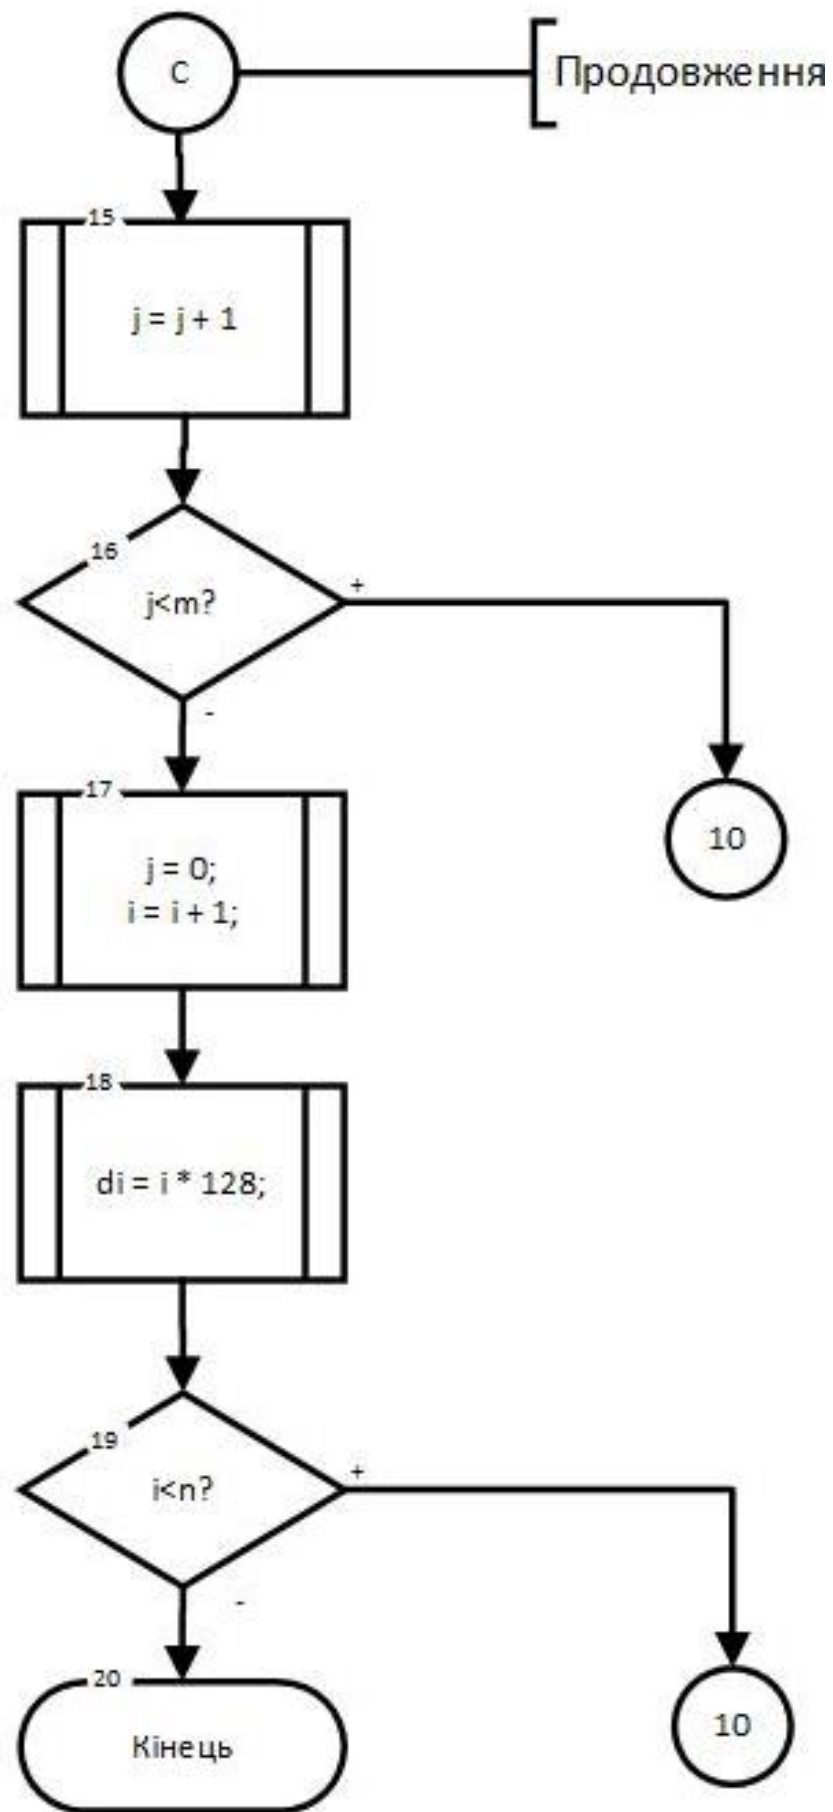 С
Продовження
15
j = j + 1
16
j<m?
+
-
10
17
j = 0;
i = i + 1;
18
di = i * 128;
19
i<n?
+
-
10
20
Кінець